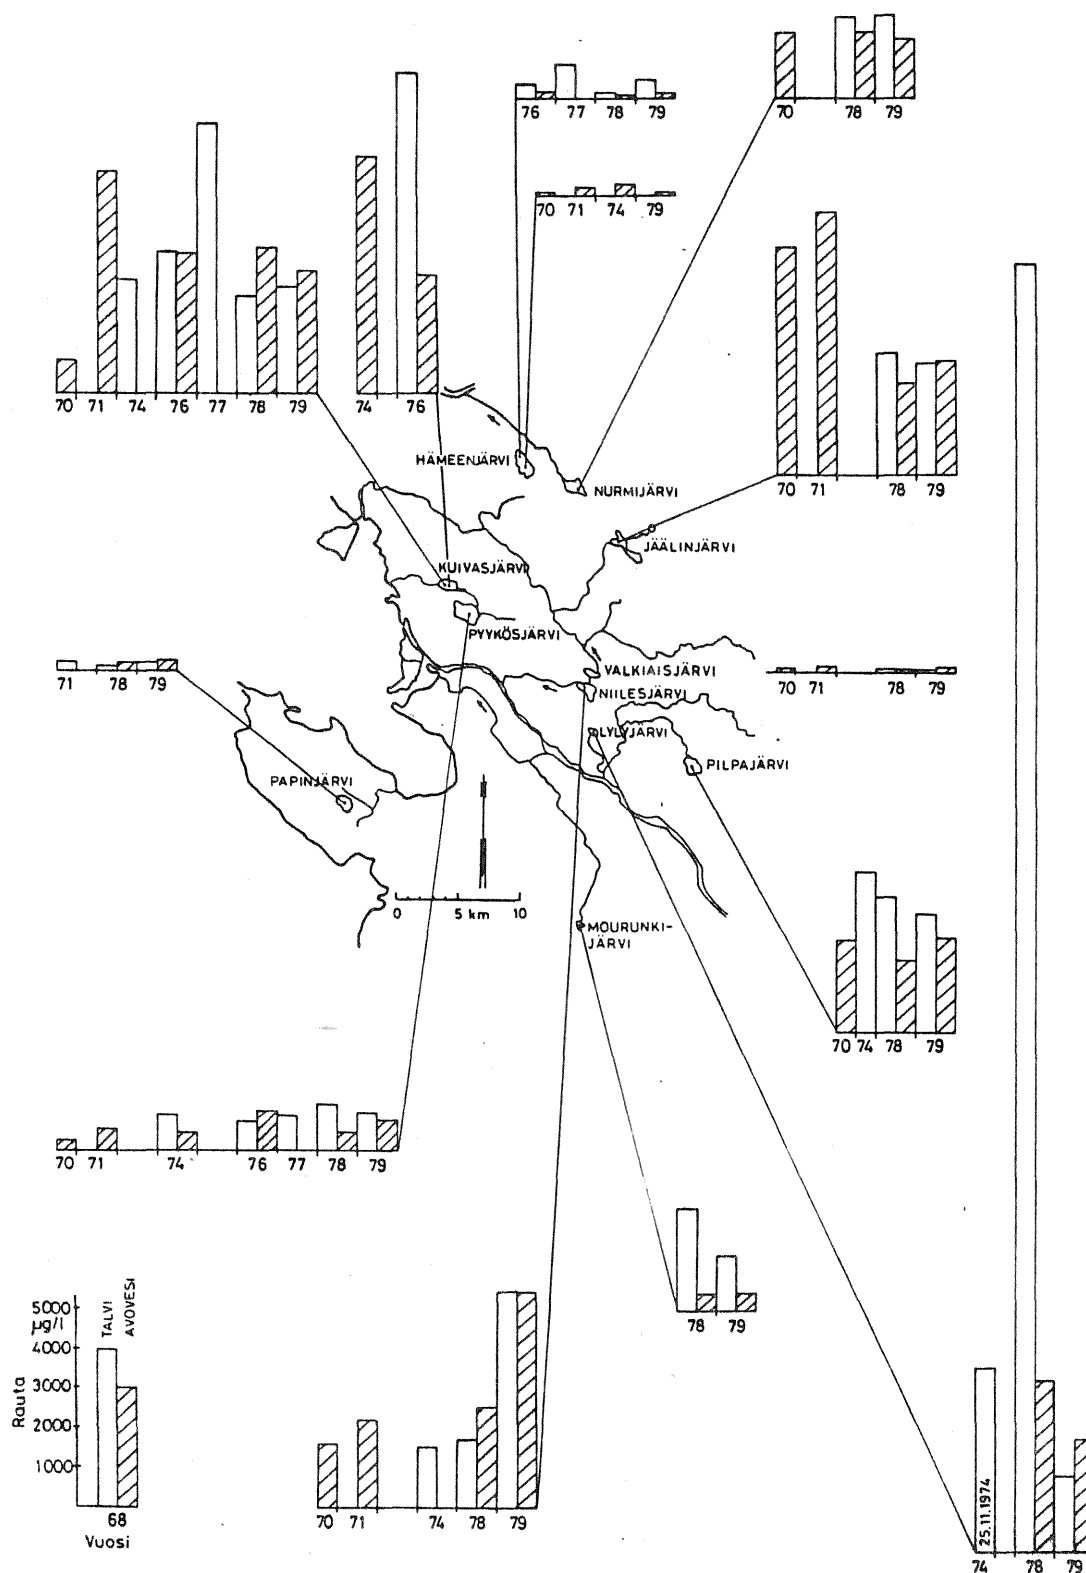 76 77 78 79
70 78 79
70 71 74 79
70 71 74 76 77 78 79
74 76
HÄMEENJÄRVI
NURMIJÄRVI
70 71 78 79
JÄÄLINJÄRVI
KUIVASJÄRVI
PYYKÖSJÄRVI
VALKIAISJÄRVI
NIILESJÄRVI
71 78 79
70 71 78 79
LYLYJÄRVI
PILPAJÄRVI
PAPINJÄRVI
0 5 km 10
MOURUNKI-
JÄRVI
70 74 78 79
70 71 74 76 77 78 79
78 79
TALVI
AVOVESI
5000
µg/l
4000
3000
2000
1000
Rauta
68
Vuosi
70 71 74 78 79
25.11.1974
74 78 79